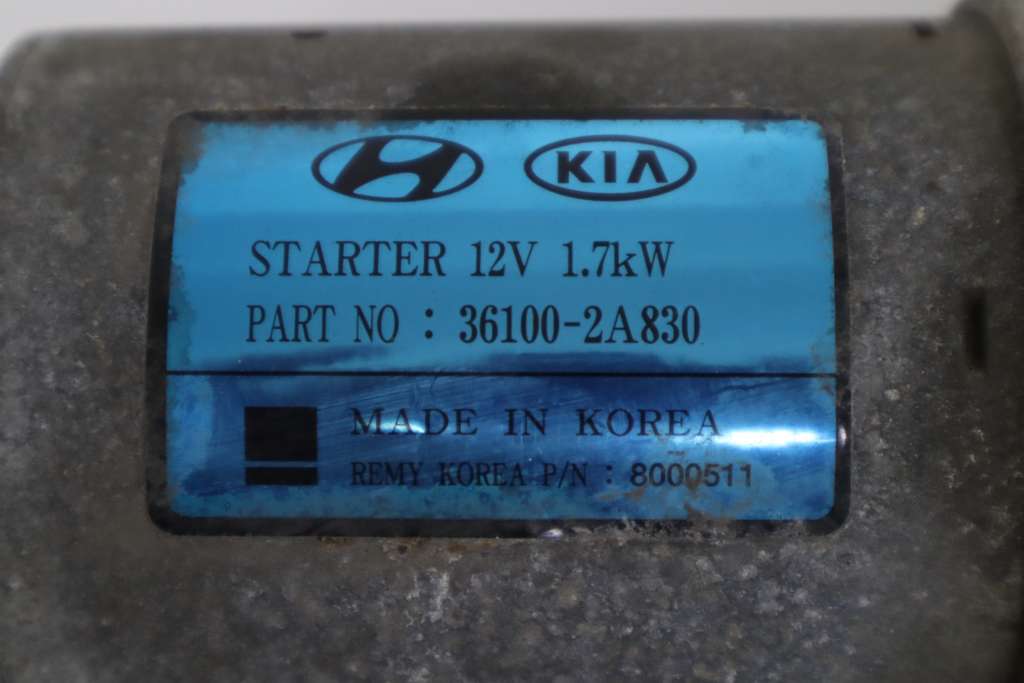 KIA
STARTER 12V 1.7kW
PART NO : 36100-2A830
MADE IN KOREA
REMY KOREA P/N : 8000511